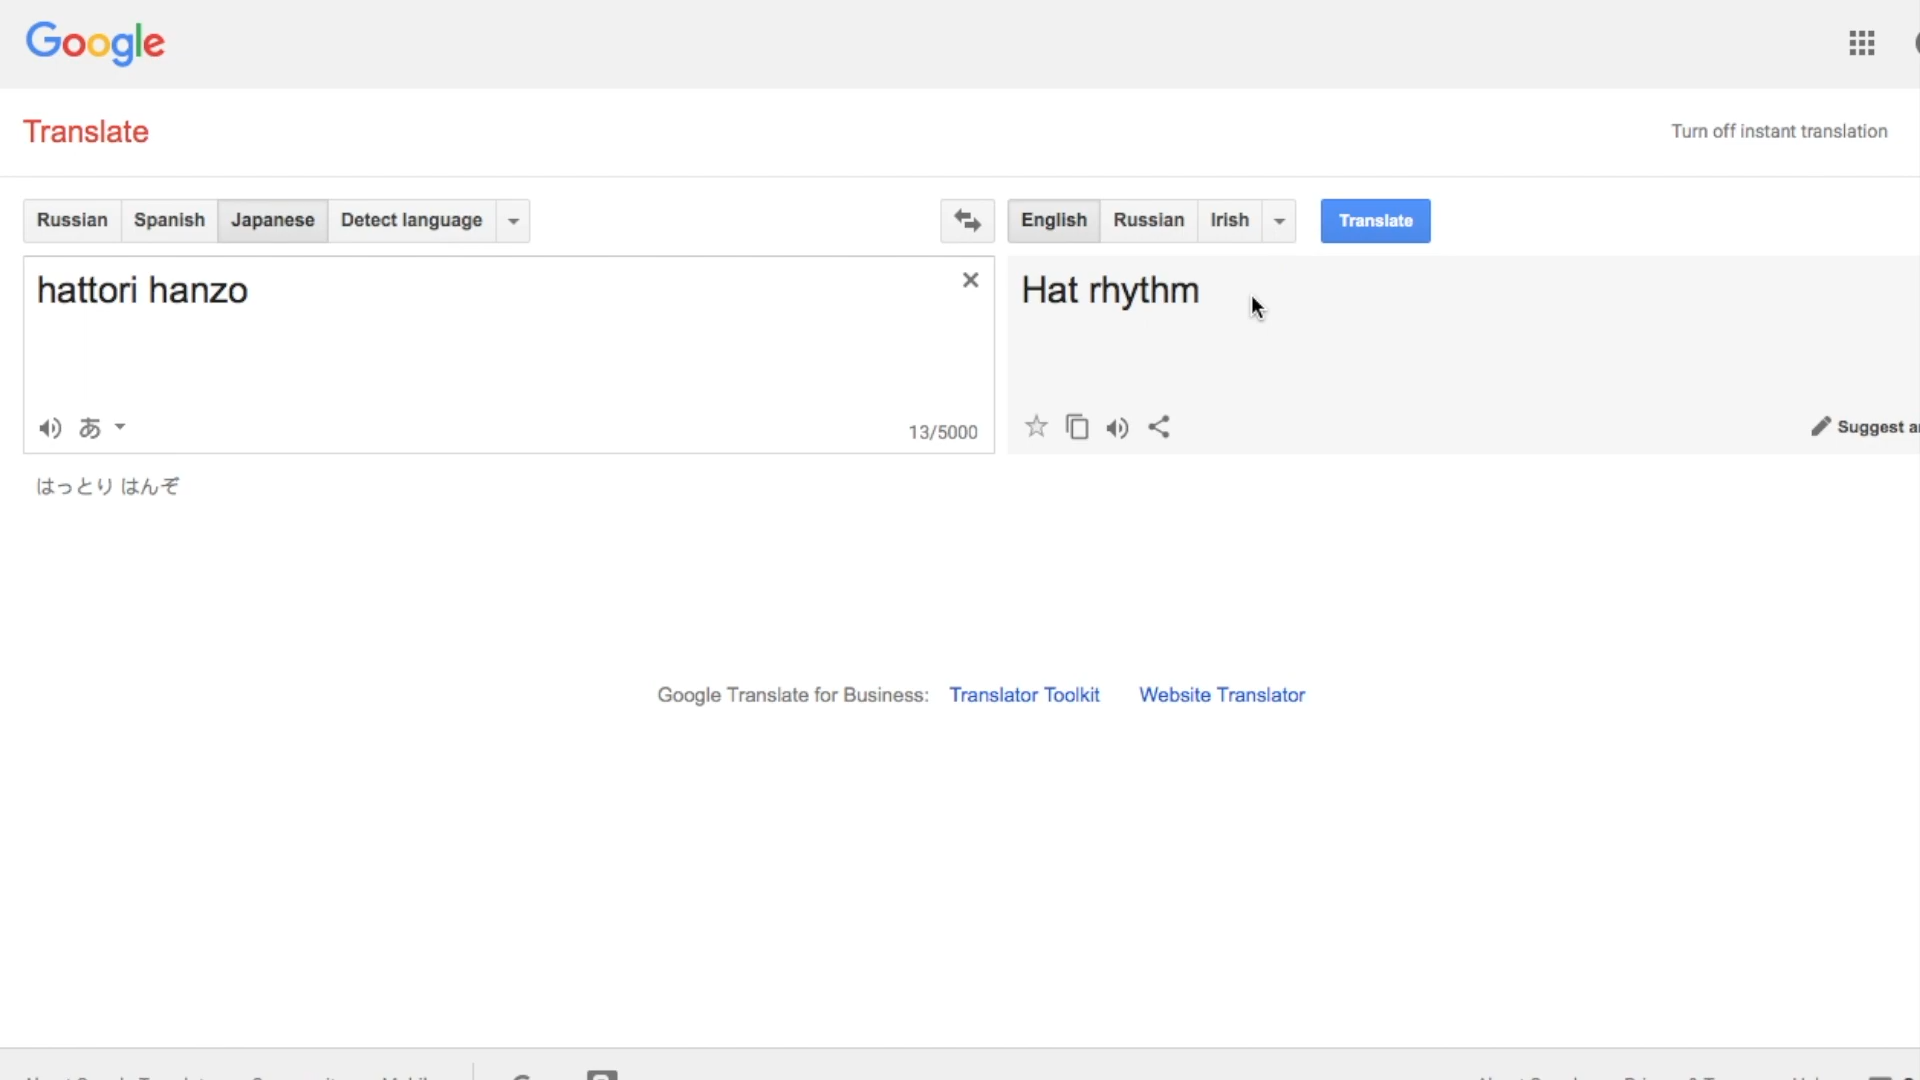 Google
Translate
Turn off instant translation
Russian Spanish Japanese Detect language
English Russian Irish Translate
hattori hanzo
Hat rhythm
あ
13/5000
Suggest
はっとり はんぞ
Google Translate for Business: Translator Toolkit Website Translator